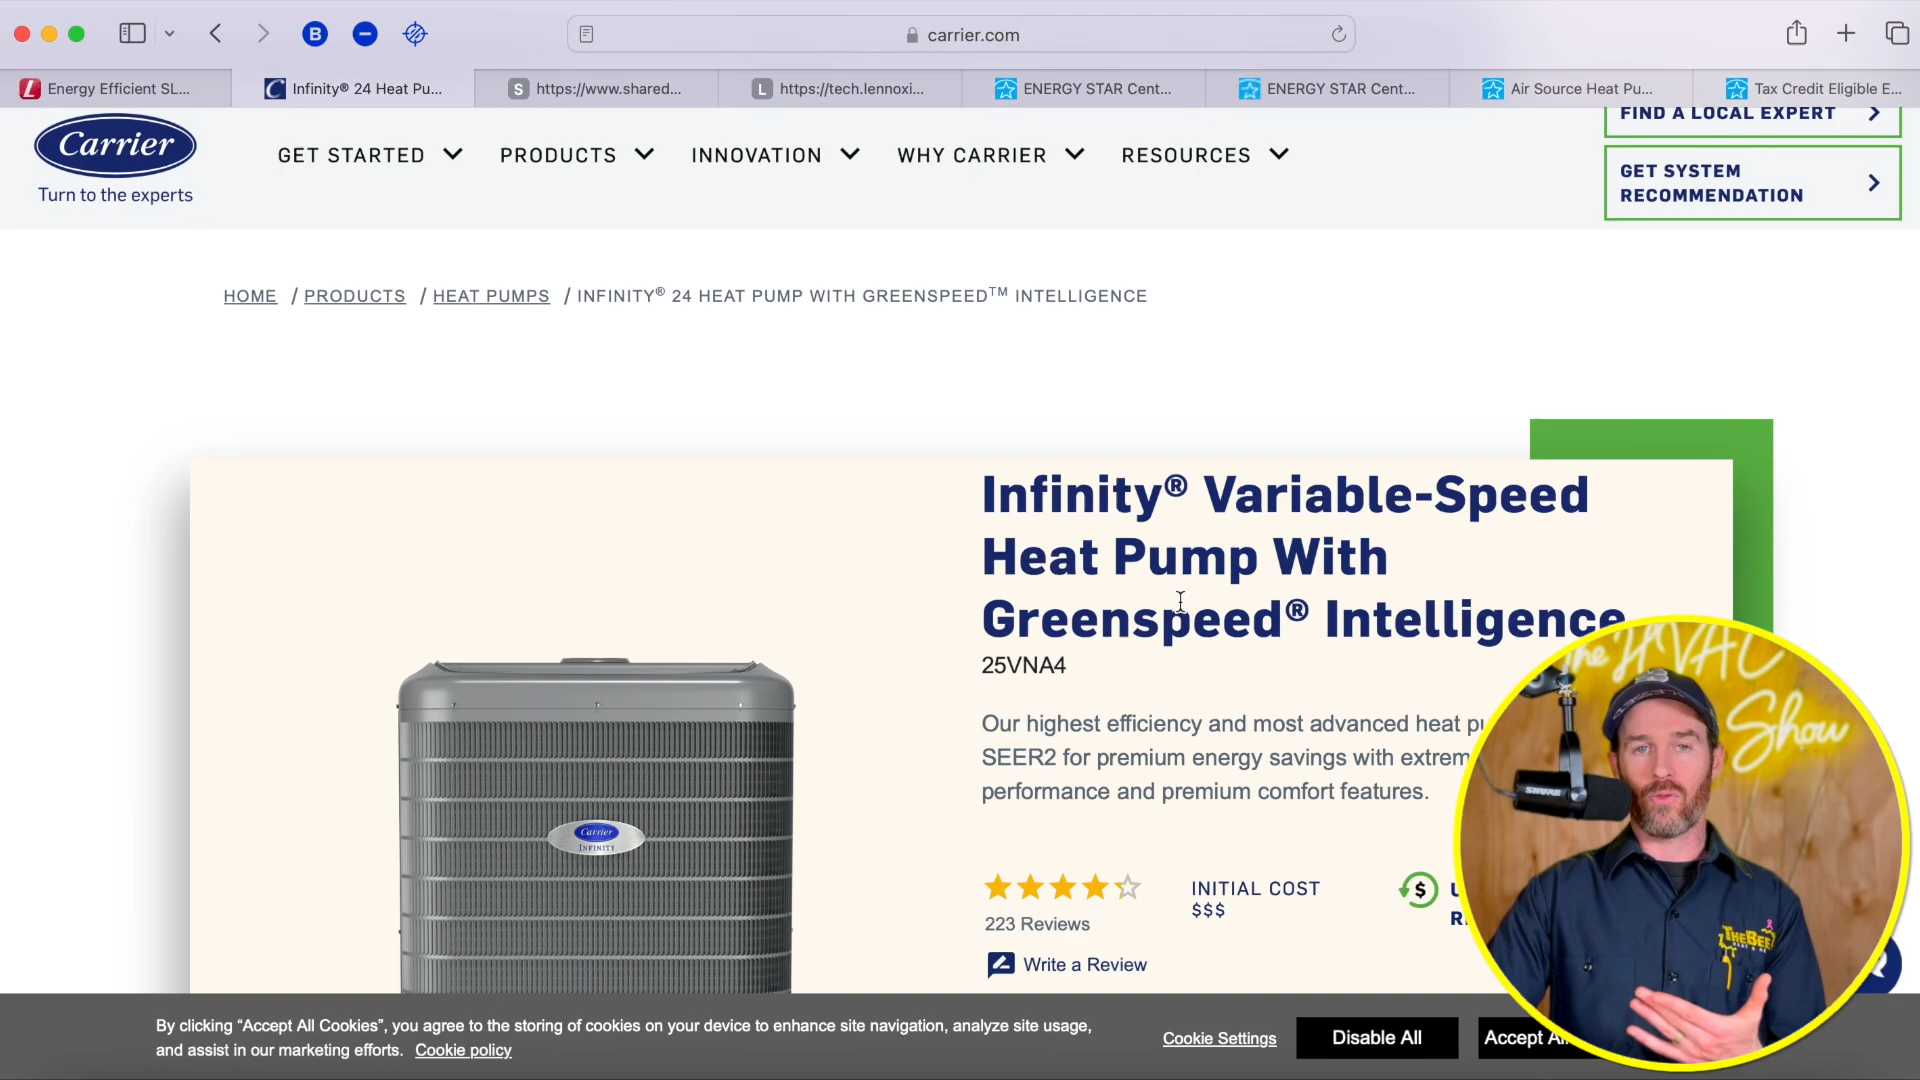 carrier.com
Energy Efficient SL...
Infinity® 24 Heat Pu...
S https://www.shared...
L https://tech.lennoxi...
ENERGY STAR Cent...
ENERGY STAR Cent...
Air Source Heat Pu...
Tax Credit Eligible E...
Carrier
Turn to the experts
GET STARTED
PRODUCTS
INNOVATION
WHY CARRIER
RESOURCES
FIND A LOCAL EXPERT
GET SYSTEM
RECOMMENDATION
HOME / PRODUCTS / HEAT PUMPS / INFINITY® 24 HEAT PUMP WITH GREENSPEED™ INTELLIGENCE
Infinity® Variable-Speed
Heat Pump With
Greenspeed® Intelligence
25VNA4
Our highest efficiency and most advanced heat
SEER2 for premium energy savings with
performance and premium comfort features.
223 Reviews
INITIAL COST
$$$
Write a Review
Carrier
INFINITY
The HVAC
Show
SHURE
THE BEE
By clicking “Accept All Cookies”, you agree to the storing of cookies on your device to enhance site navigation, analyze site usage,
and assist in our marketing efforts. Cookie policy
Cookie Settings
Disable All
Accept